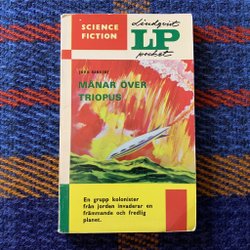 SCIENCE
FICTION
Lindqvist
LP
pocket
MÅNAR ÖVER
TRIOPUS
En grupp kolonister
från jorden invaderar en
främmande och fredlig
planet.